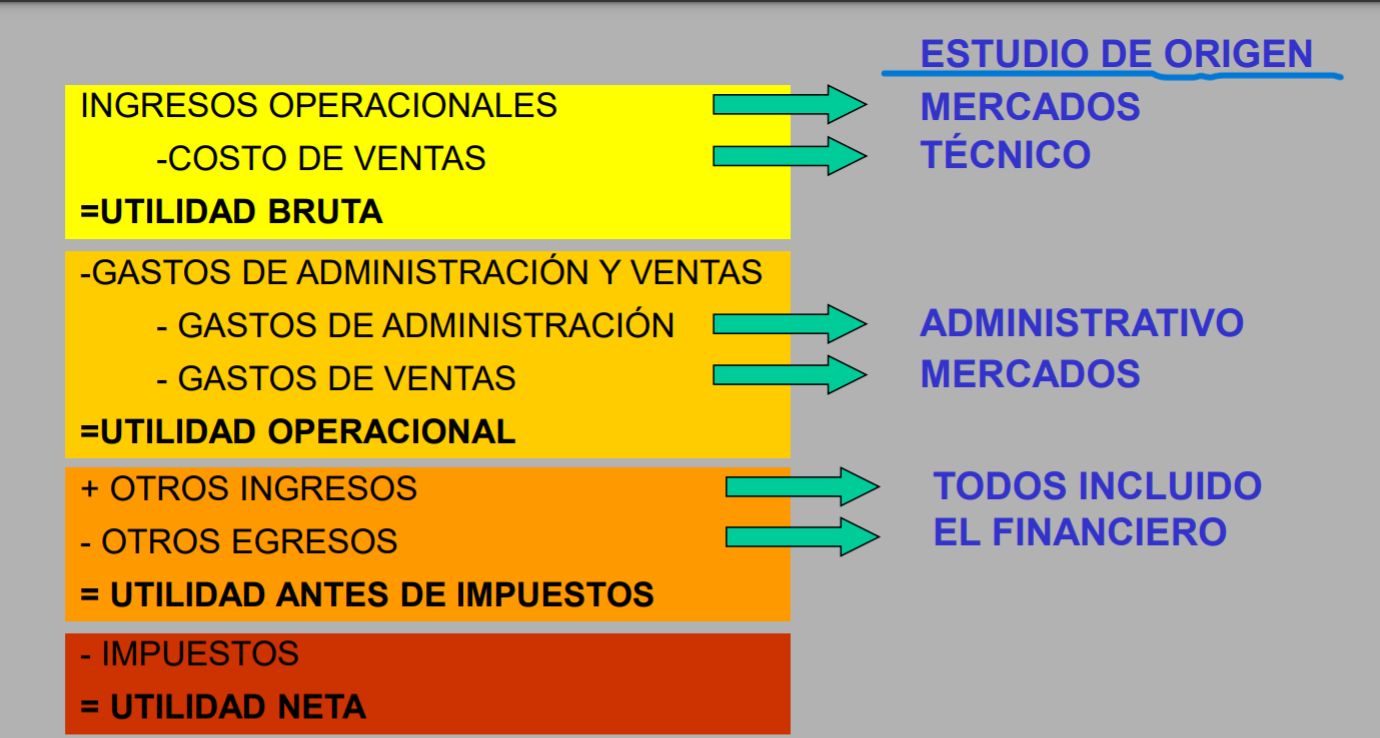 ESTUDIO DE ORIGEN
INGRESOS OPERACIONALES MERCADOS
-COSTO DE VENTAS TÉCNICO
=UTILIDAD BRUTA
-GASTOS DE ADMINISTRACIÓN Y VENTAS
- GASTOS DE ADMINISTRACIÓN ADMINISTRATIVO
- GASTOS DE VENTAS MERCADOS
=UTILIDAD OPERACIONAL
+ OTROS INGRESOS TODOS INCLUIDO
- OTROS EGRESOS EL FINANCIERO
= UTILIDAD ANTES DE IMPUESTOS
- IMPUESTOS
= UTILIDAD NETA